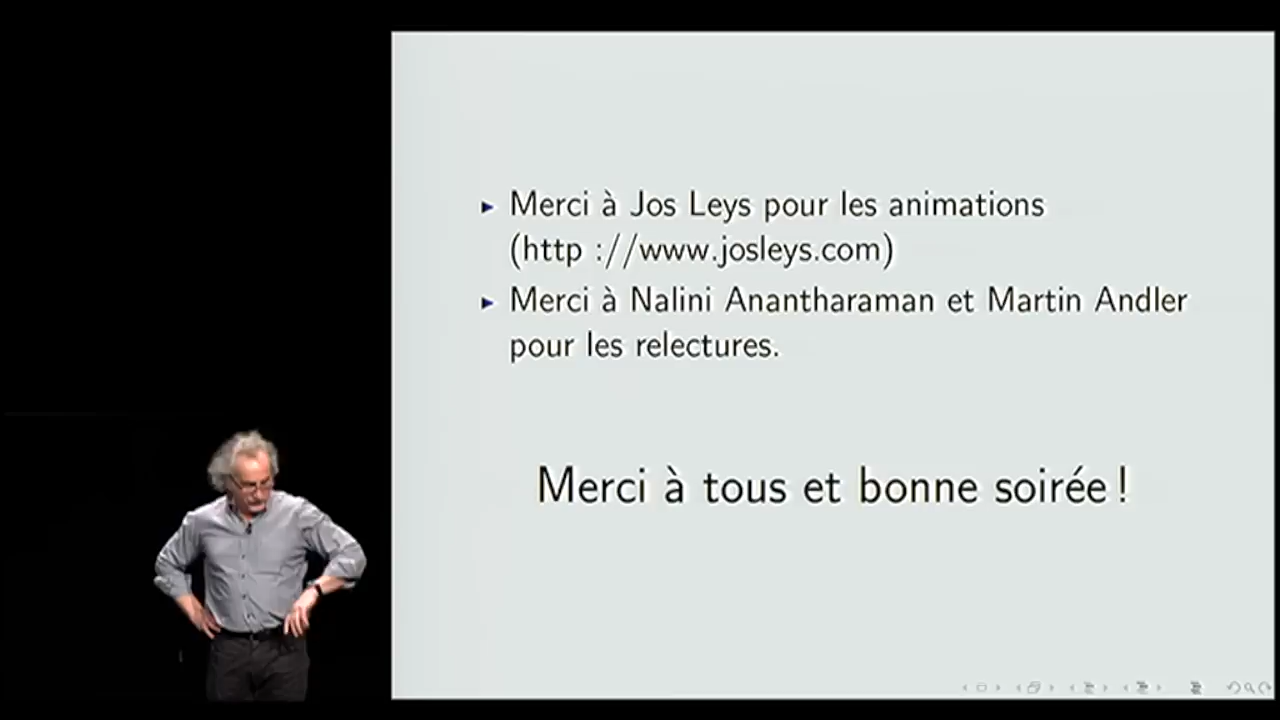 Merci à Jos Leys pour les animations
(http ://www.josleys.com)
Merci à Nalini Anantharaman et Martin Andler
pour les relectures.
Merci à tous et bonne soirée !